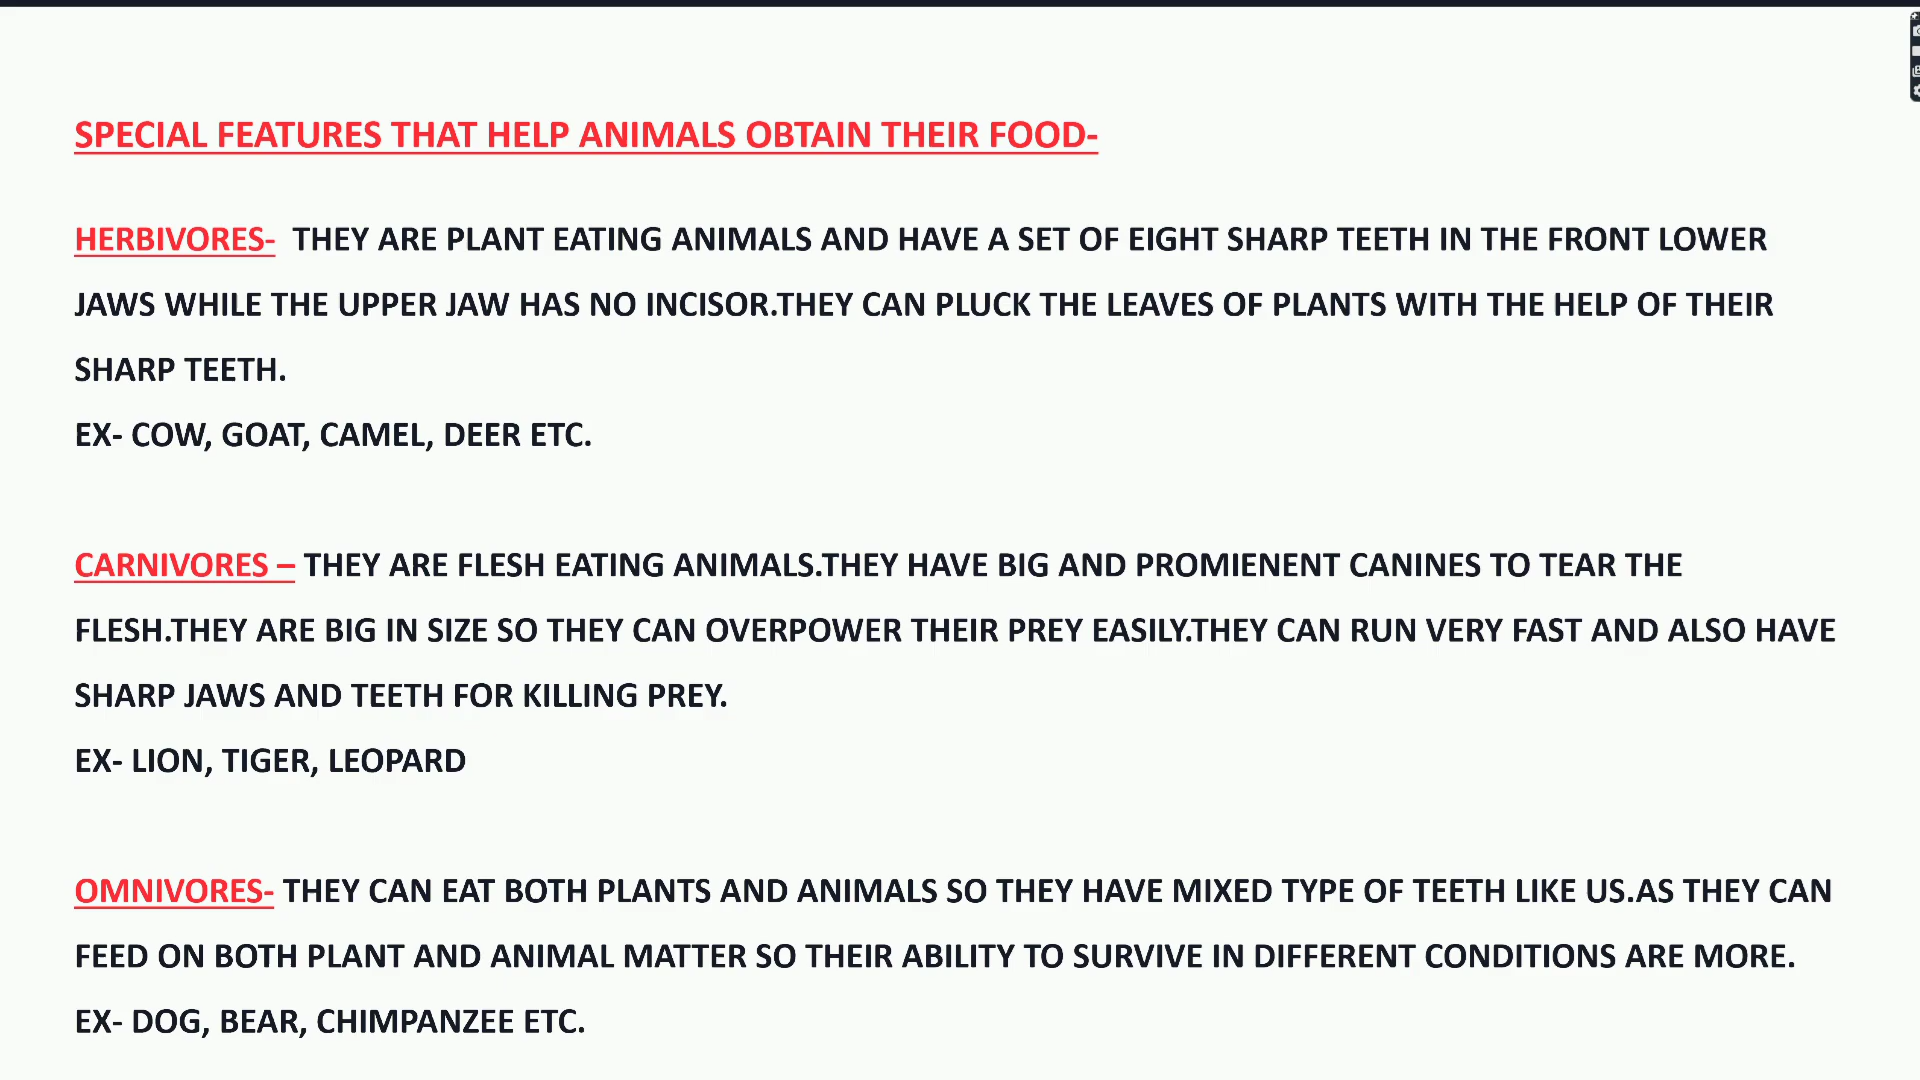 SPECIAL FEATURES THAT HELP ANIMALS OBTAIN THEIR FOOD-
HERBIVORES- THEY ARE PLANT EATING ANIMALS AND HAVE A SET OF EIGHT SHARP TEETH IN THE FRONT LOWER
JAWS WHILE THE UPPER JAW HAS NO INCISOR.THEY CAN PLUCK THE LEAVES OF PLANTS WITH THE HELP OF THEIR
SHARP TEETH.
EX- COW, GOAT, CAMEL, DEER ETC.
CARNIVORES – THEY ARE FLESH EATING ANIMALS.THEY HAVE BIG AND PROMIENENT CANINES TO TEAR THE
FLESH.THEY ARE BIG IN SIZE SO THEY CAN OVERPOWER THEIR PREY EASILY.THEY CAN RUN VERY FAST AND ALSO HAVE
SHARP JAWS AND TEETH FOR KILLING PREY.
EX- LION, TIGER, LEOPARD
OMNIVORES- THEY CAN EAT BOTH PLANTS AND ANIMALS SO THEY HAVE MIXED TYPE OF TEETH LIKE US.AS THEY CAN
FEED ON BOTH PLANT AND ANIMAL MATTER SO THEIR ABILITY TO SURVIVE IN DIFFERENT CONDITIONS ARE MORE.
EX- DOG, BEAR, CHIMPANZEE ETC.